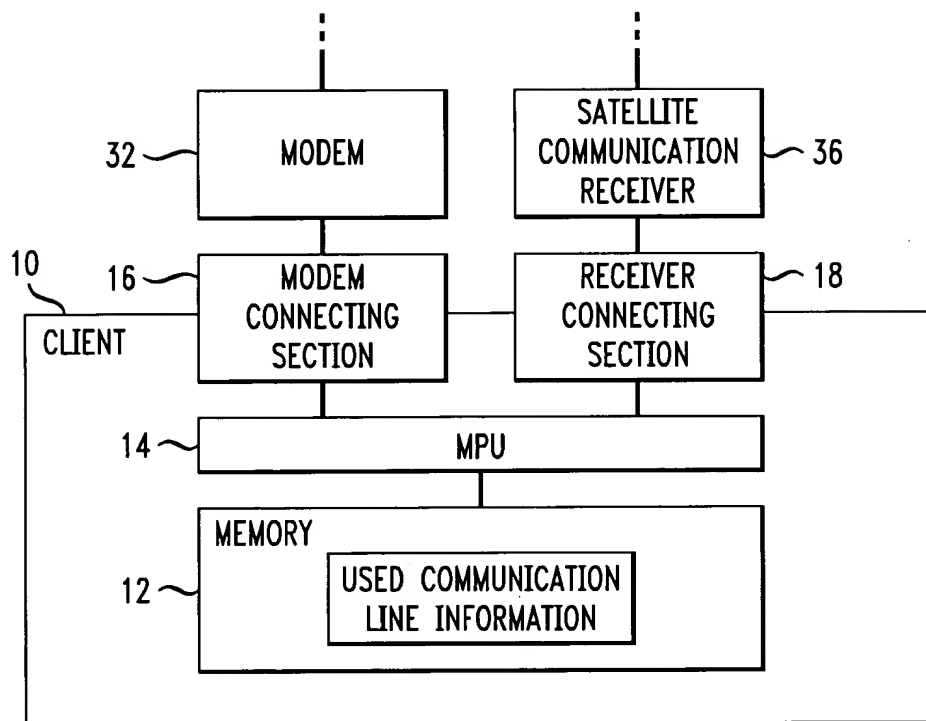 32
MODEM
SATELLITE
COMMUNICATION
RECEIVER
36
10
CLIENT
16
MODEM
CONNECTING
SECTION
RECEIVER
CONNECTING
SECTION
18
14
MPU
12
MEMORY
USED COMMUNICATION
LINE INFORMATION